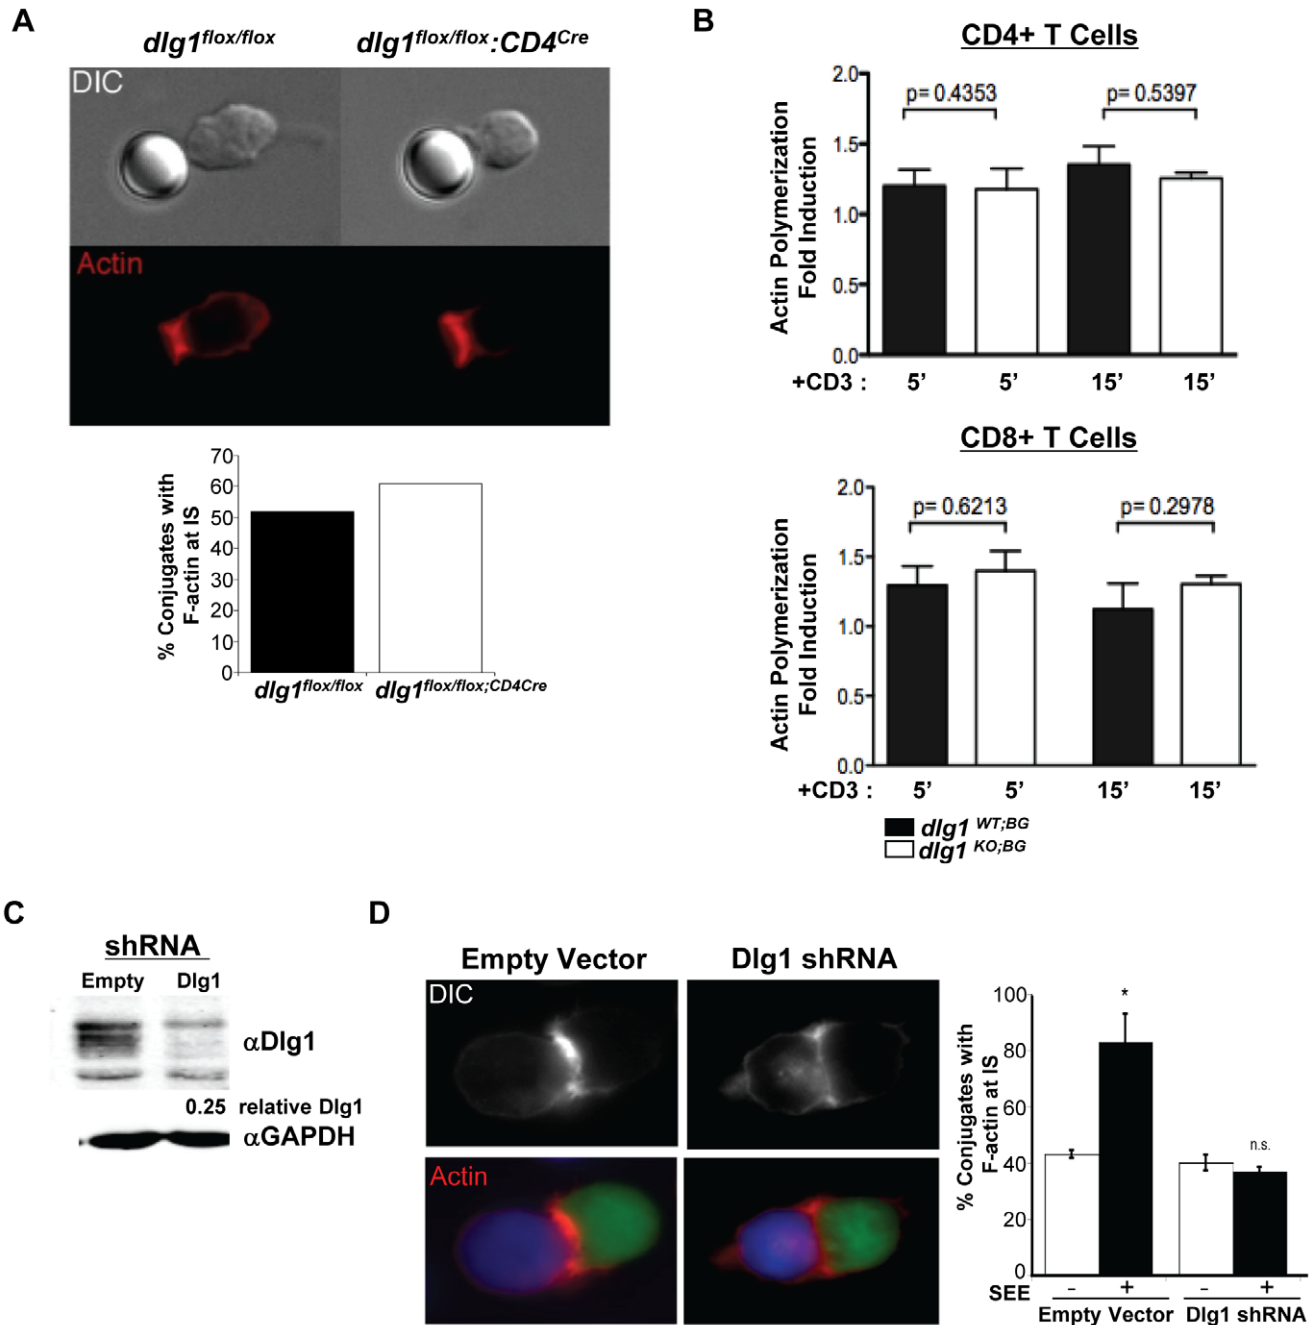 A
dlg1flox/flox
dlg1flox/flox:CD4Cre
DIC
Actin
% Conjugates with
F-actin at IS
70
60
50
40
30
20
10
0
dlg1flox/flox
dlg1flox/flox;CD4Cre
B
CD4+ T Cells
Actin Polymerization
Fold Induction
2.0
1.5
1.0
0.5
0.0
p= 0.4353
p= 0.5397
+CD3 : 5’ 5’ 15’ 15’
CD8+ T Cells
Actin Polymerization
Fold Induction
2.0
1.5
1.0
0.5
0.0
p= 0.6213
p= 0.2978
+CD3 : 5’ 5’ 15’ 15’
dlg1 WT;BG
dlg1 KO;BG
C
shRNA
Empty Dlg1
αDlg1
0.25 relative Dlg1
αGAPDH
D
Empty Vector
Dlg1 shRNA
DIC
Actin
% Conjugates with
F-actin at IS
100
80
60
40
20
0
*
n.s.
SEE - + - +
Empty Vector Dlg1 shRNA